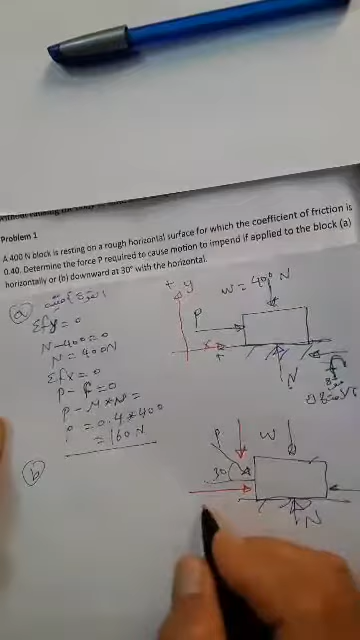 Problem 1
A 400 N block is resting on a rough horizontal surface for which the coefficient of friction is
0.40. Determine the force P required to cause motion to impend if applied to the block (a)
horizontally or (b) downward at 30° with the horizontal.
a
Σfy = 0
N - 400 = 0
N = 400N
Σfx = 0
P - F = 0
P - M*N =
P = 0.4*400
= 160 N
+ y
W = 400 N
P
x
+
N
b
P
W
30
N